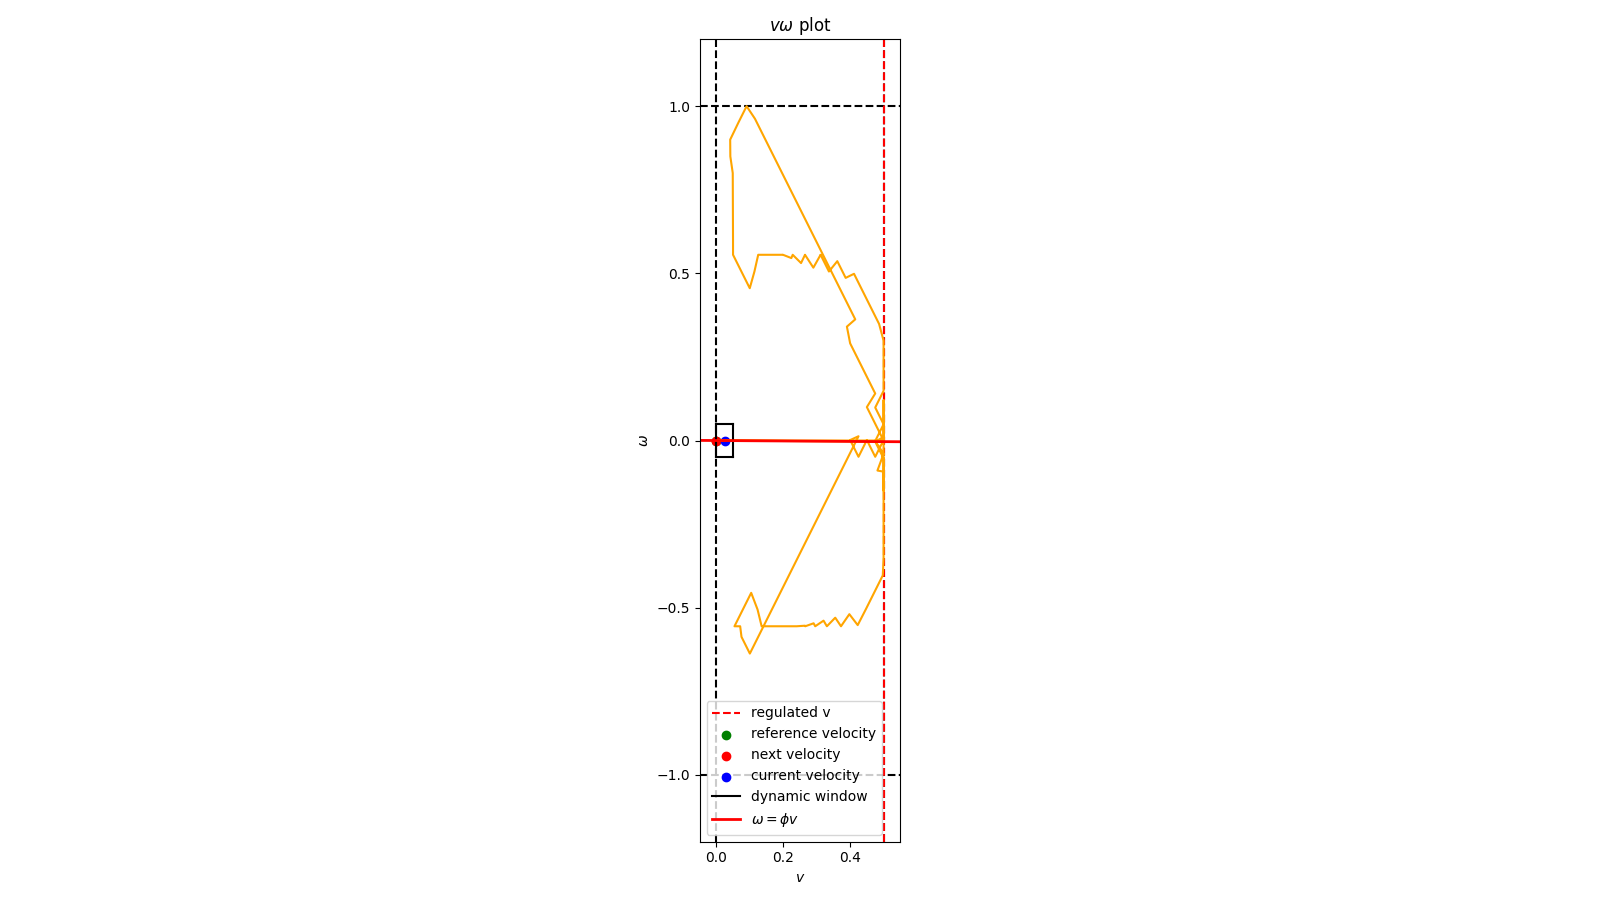 vω plot
1.0
0.5
0.0
−0.5
−1.0
ω
regulated v
reference velocity
next velocity
current velocity
dynamic window
ω = ϕv
0.0 0.2 0.4
v